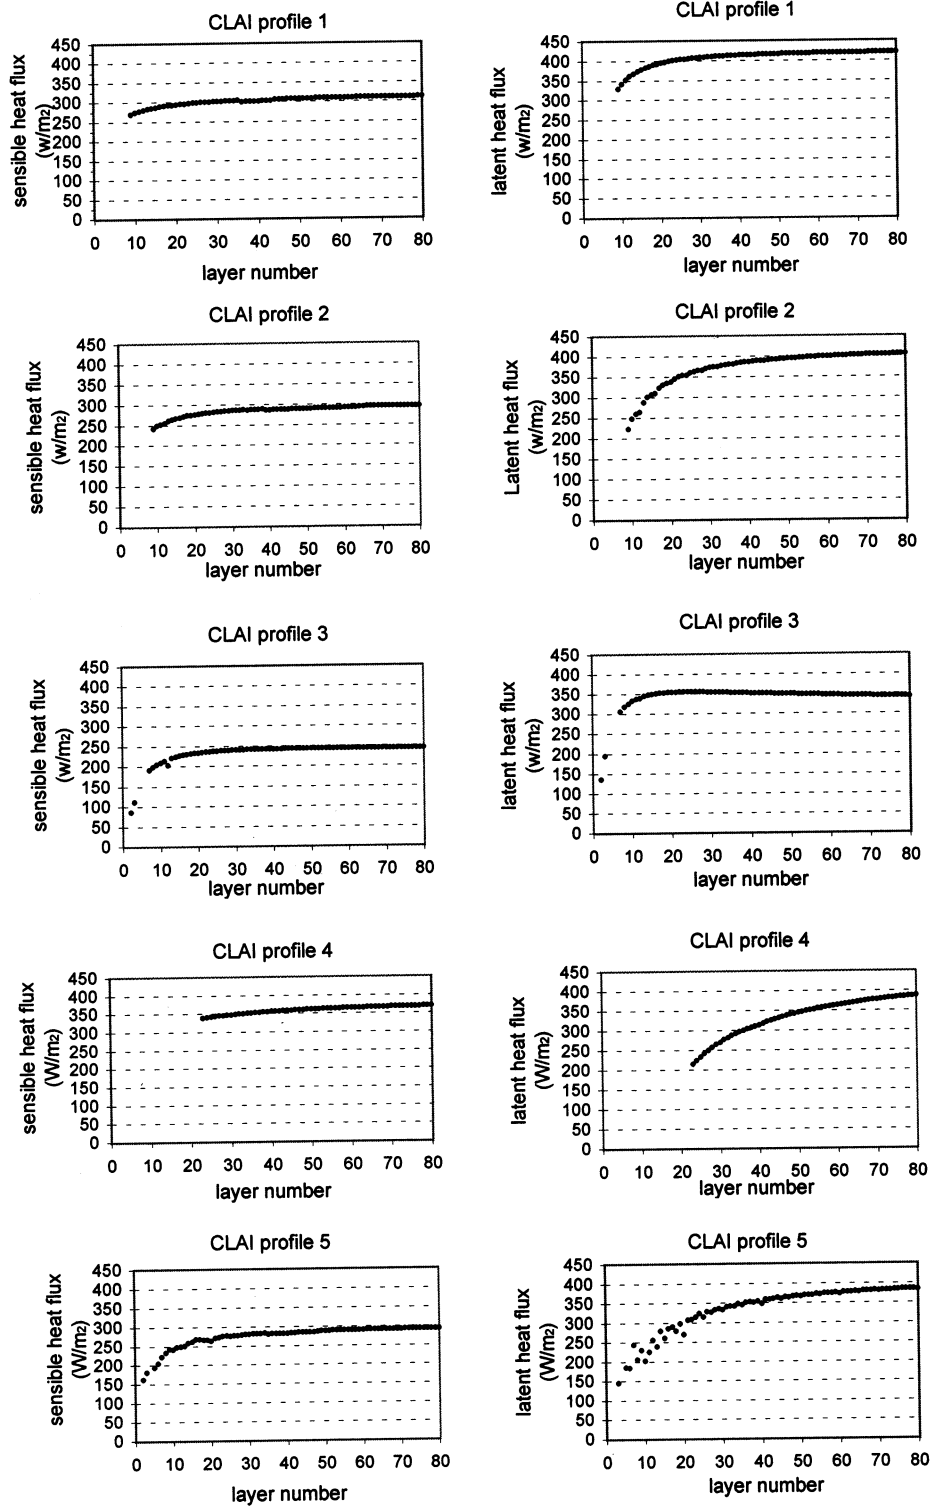 CLAI profile 1
sensible heat flux
(w/m2)
450
400
350
300
250
200
150
100
50
0
0 10 20 30 40 50 60 70 80
layer number
CLAI profile 1
latent heat flux
(w/m2)
450
400
350
300
250
200
150
100
50
0
0 10 20 30 40 50 60 70 80
layer number
CLAI profile 2
sensible heat flux
(w/m2)
450
400
350
300
250
200
150
100
50
0
0 10 20 30 40 50 60 70 80
layer number
CLAI profile 2
Latent heat flux
(w/m2)
450
400
350
300
250
200
150
100
50
0
0 10 20 30 40 50 60 70 80
layer number
CLAI profile 3
sensible heat flux
(w/m2)
450
400
350
300
250
200
150
100
50
0
0 10 20 30 40 50 60 70 80
layer number
CLAI profile 3
latent heat flux
(w/m2)
450
400
350
300
250
200
150
100
50
0
0 10 20 30 40 50 60 70 80
layer number
CLAI profile 4
sensible heat flux
(W/m2)
450
400
350
300
250
200
150
100
50
0
0 10 20 30 40 50 60 70 80
layer number
CLAI profile 4
latent heat flux
(W/m2)
450
400
350
300
250
200
150
100
50
0
0 10 20 30 40 50 60 70 80
layer number
CLAI profile 5
sensible heat flux
(W/m2)
450
400
350
300
250
200
150
100
50
0
0 10 20 30 40 50 60 70 80
layer number
CLAI profile 5
latent heat flux
(W/m2)
450
400
350
300
250
200
150
100
50
0
0 10 20 30 40 50 60 70 80
layer number